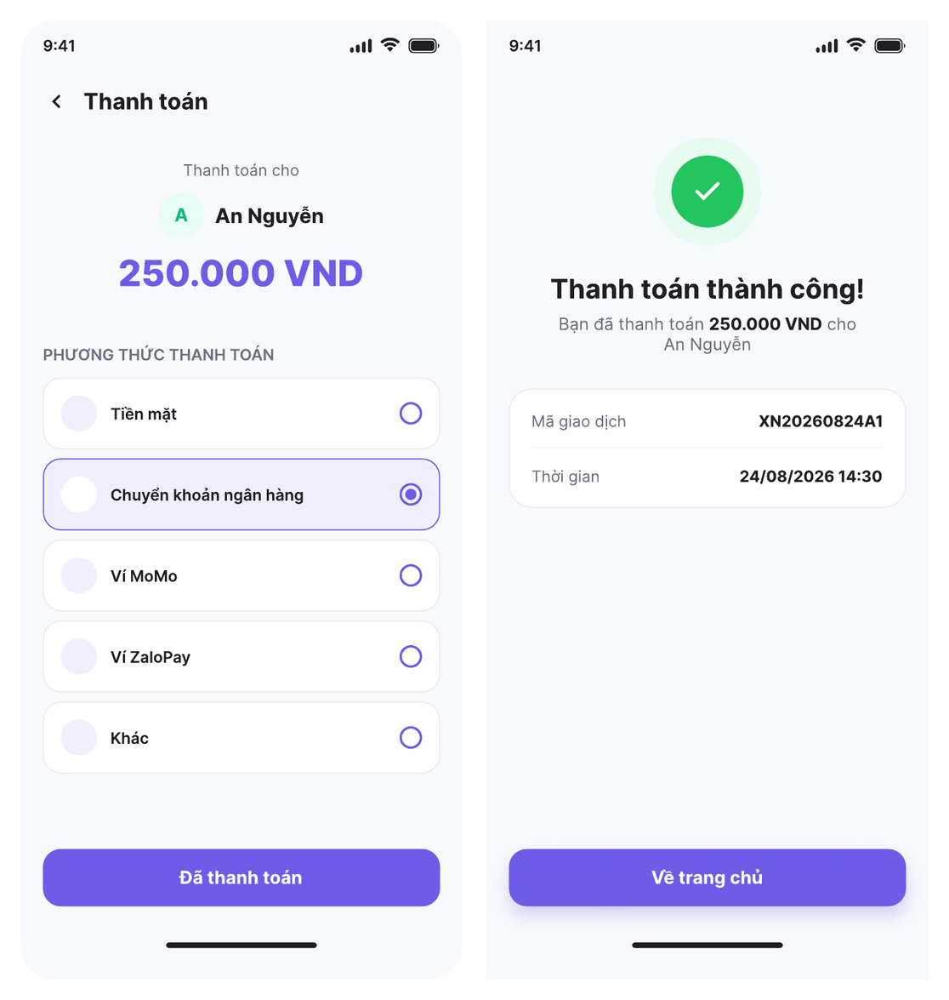 9:41
Thanh toán
Thanh toán cho
A
An Nguyễn
250.000 VND
PHƯƠNG THỨC THANH TOÁN
Tiền mặt
Chuyển khoản ngân hàng
Ví MoMo
Ví ZaloPay
Khác
Đã thanh toán
9:41
Thanh toán thành công!
Bạn đã thanh toán 250.000 VND cho
An Nguyễn
Mã giao dịch XN20260824A1
Thời gian 24/08/2026 14:30
Về trang chủ